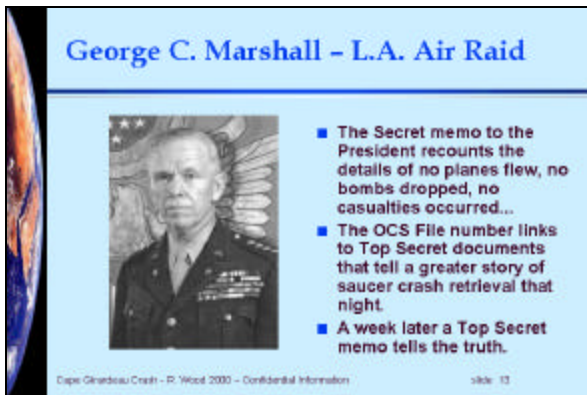 George C. Marshall – L.A. Air Raid
The Secret memo to the
President recounts the
details of no planes flew, no
bombs dropped, no
casualties occurred...
The OCS File number links
to Top Secret documents
that tell a greater story of
saucer crash retrieval that
night.
A week later a Top Secret
memo tells the truth.
Cape Girardeau Crash - R. Wood 2000 – Confidential Information
slide 13